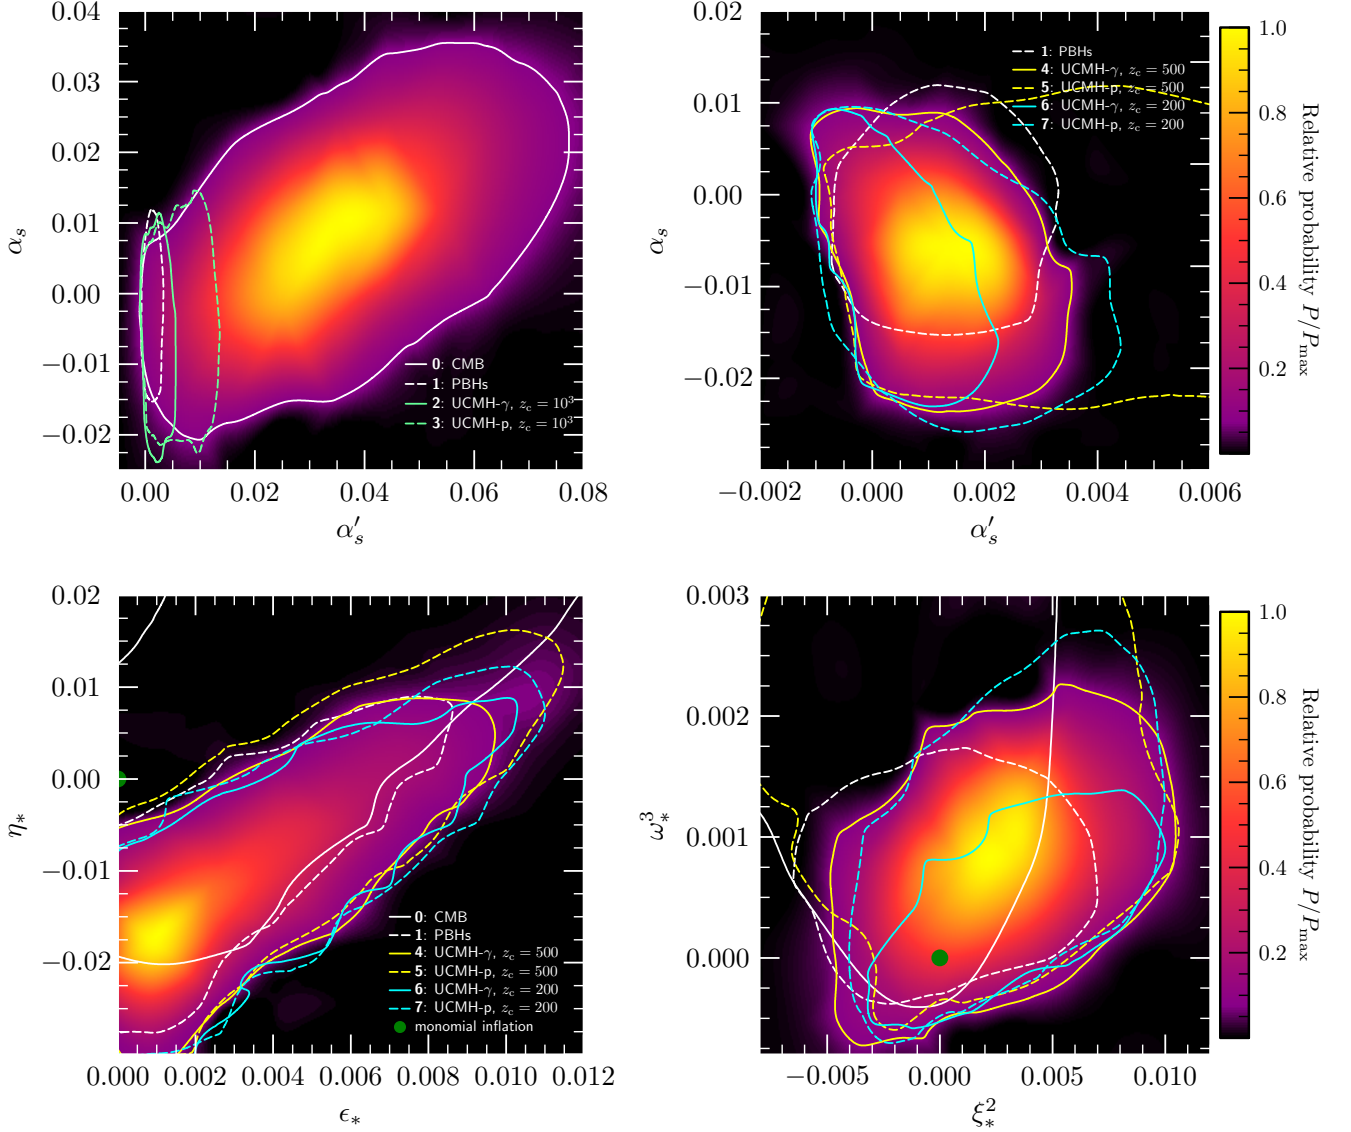 0.04
0.03
0.02
0.01
0.00
−0.01
−0.02
α_s
0: CMB
1: PBHs
2: UCMH-γ, z_c = 10³
3: UCMH-p, z_c = 10³
0.00 0.02 0.04 0.06 0.08
α′_s
0.02
0.01
0.00
−0.01
−0.02
α_s
1: PBHs
4: UCMH-γ, z_c = 500
5: UCMH-p, z_c = 500
6: UCMH-γ, z_c = 200
7: UCMH-p, z_c = 200
−0.002 0.000 0.002 0.004 0.006
α′_s
1.0
0.8
0.6
0.4
0.2
Relative probability P/P_max
0.02
0.01
0.00
−0.01
−0.02
η_*
0: CMB
1: PBHs
4: UCMH-γ, z_c = 500
5: UCMH-p, z_c = 500
6: UCMH-γ, z_c = 200
7: UCMH-p, z_c = 200
monomial inflation
0.000 0.002 0.004 0.006 0.008 0.010 0.012
ϵ_*
0.003
0.002
0.001
0.000
ω³_*
−0.005 0.000 0.005 0.010
ξ²_*
1.0
0.8
0.6
0.4
0.2
Relative probability P/P_max